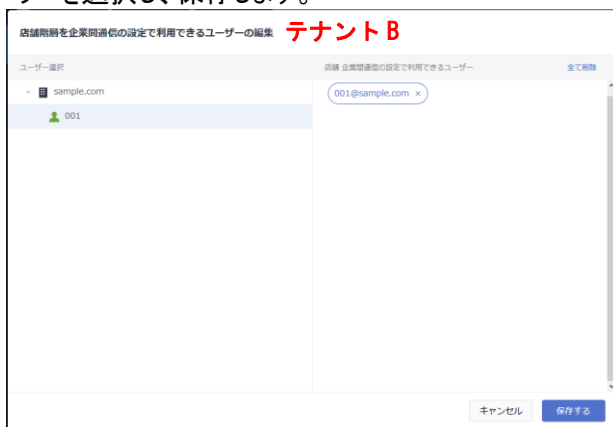 ザーを選択し、保存します。
店舗階層を企業間通信の設定で利用できるユーザーの編集 テナントB
ユーザー選択
店舗 企業間通信の設定で利用できるユーザー 全て削除
sample.com
001@sample.com ×
001
キャンセル 保存する